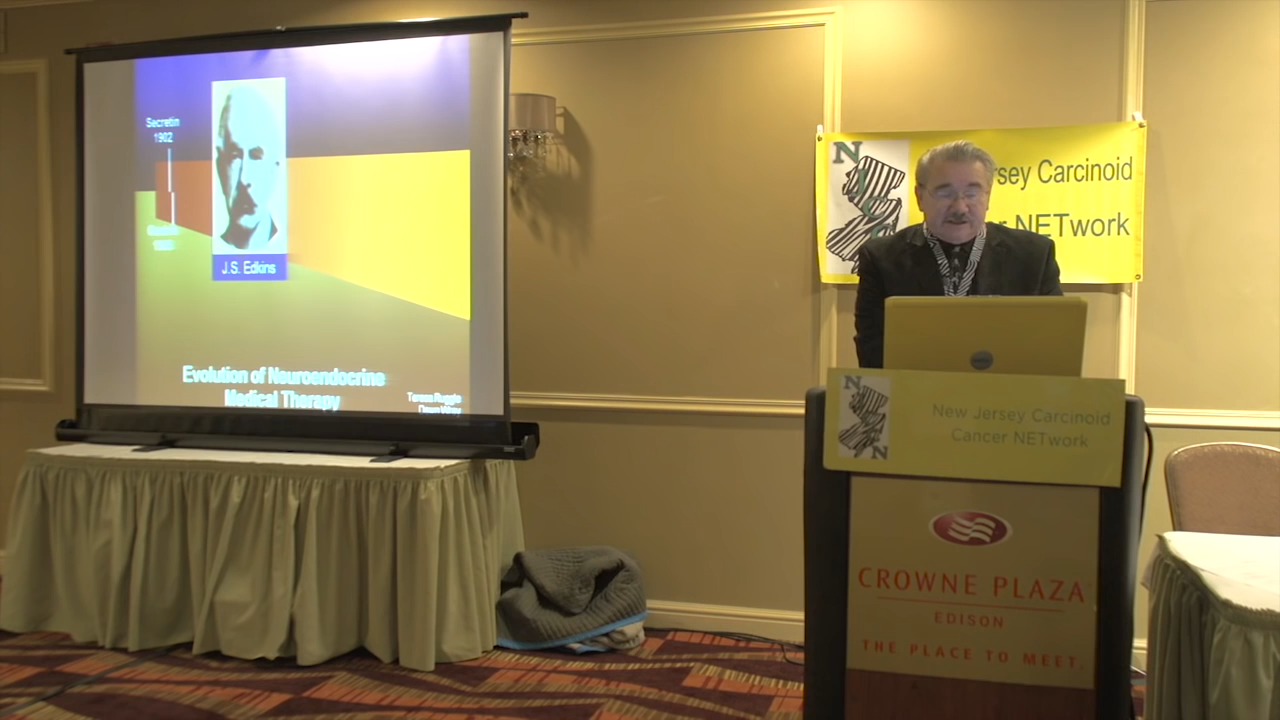 Secretin
1902
J.S. Edkins
Evolution of Neuroendocrine
Medical Therapy
N
J
C
rsey Carcinoid
r NETwork
N
N
New Jersey Carcinoid
Cancer NETwork
CROWNE PLAZA
EDISON
THE PLACE TO MEET.